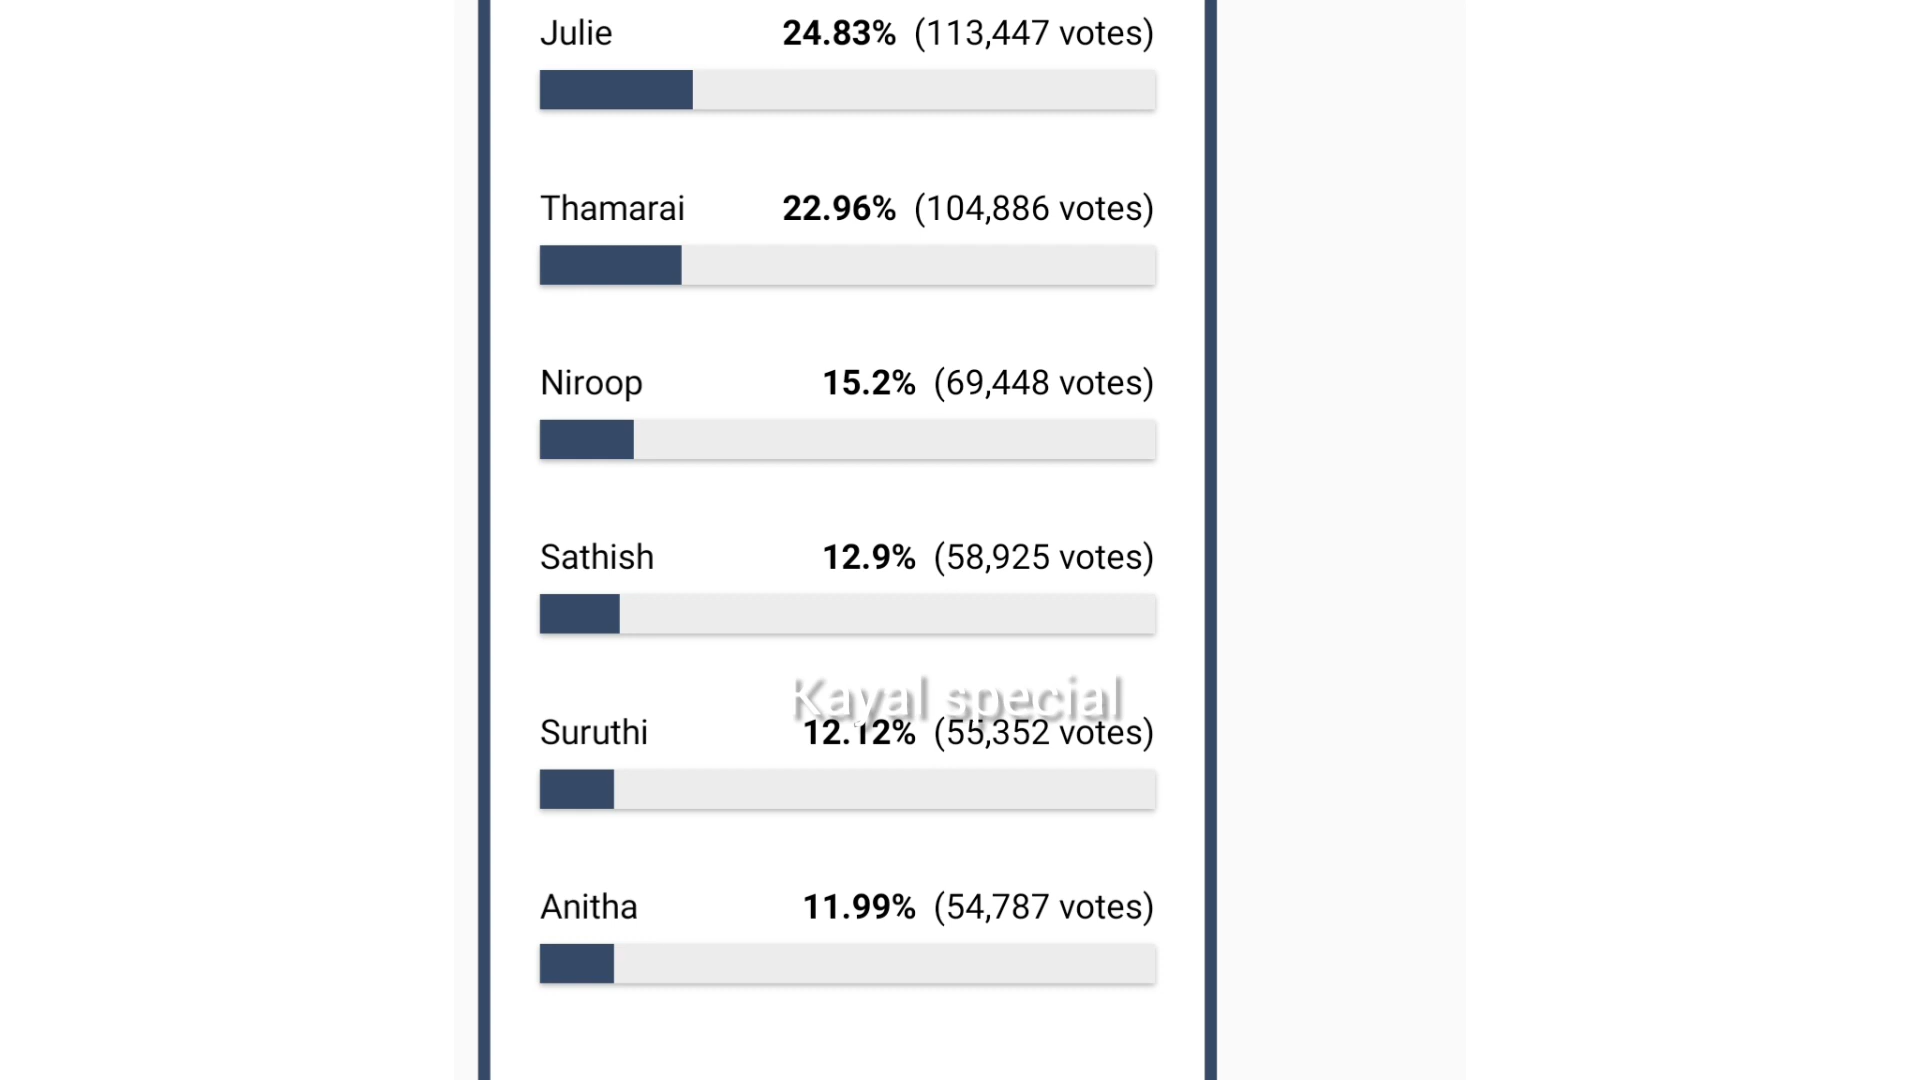 Julie 24.83% (113,447 votes)
Thamarai 22.96% (104,886 votes)
Niroop 15.2% (69,448 votes)
Sathish 12.9% (58,925 votes)
Kayal special
Suruthi 12.12% (55,352 votes)
Anitha 11.99% (54,787 votes)